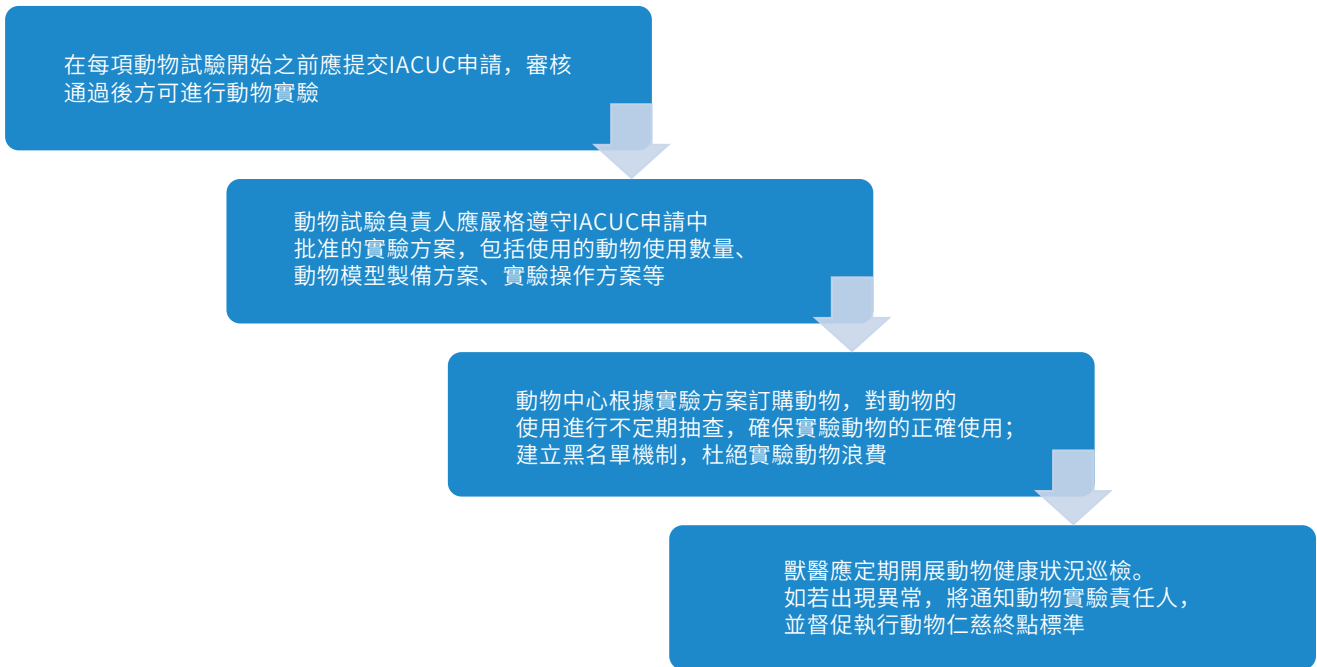 在每項動物試驗開始之前應提交IACUC申請，審核
通過後方可進行動物實驗
動物試驗負責人應嚴格遵守IACUC申請中
批准的實驗方案，包括使用的動物使用數量、
動物模型製備方案、實驗操作方案等
動物中心根據實驗方案訂購動物，對動物的
使用進行不定期抽查，確保實驗動物的正確使用；
建立黑名單機制，杜絕實驗動物浪費
獸醫應定期開展動物健康狀況巡檢。
如若出現異常，將通知動物實驗責任人，
並督促執行動物仁慈終點標準